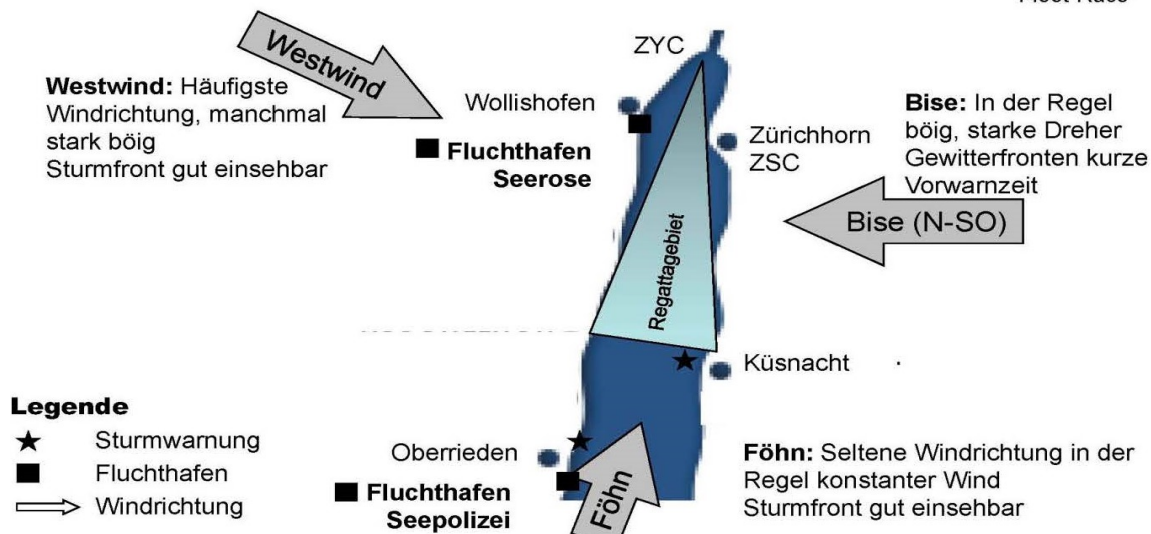 Westwind
ZYC
Westwind: Häufigste
Windrichtung, manchmal
stark böig
Sturmfront gut einsehbar
Wollishofen
Fluchthafen
Seerose
Zürichhorn
ZSC
Bise: In der Regel
böig, starke Dreher
Gewitterfronten kurze
Vorwarnzeit
Bise (N-SO)
Regattagebiet
Küsnacht
Legende
Sturmwarnung
Fluchthafen
Windrichtung
Oberrieden
Fluchthafen
Seepolizei
Föhn
Föhn: Seltene Windrichtung in der
Regel konstanter Wind
Sturmfront gut einsehbar